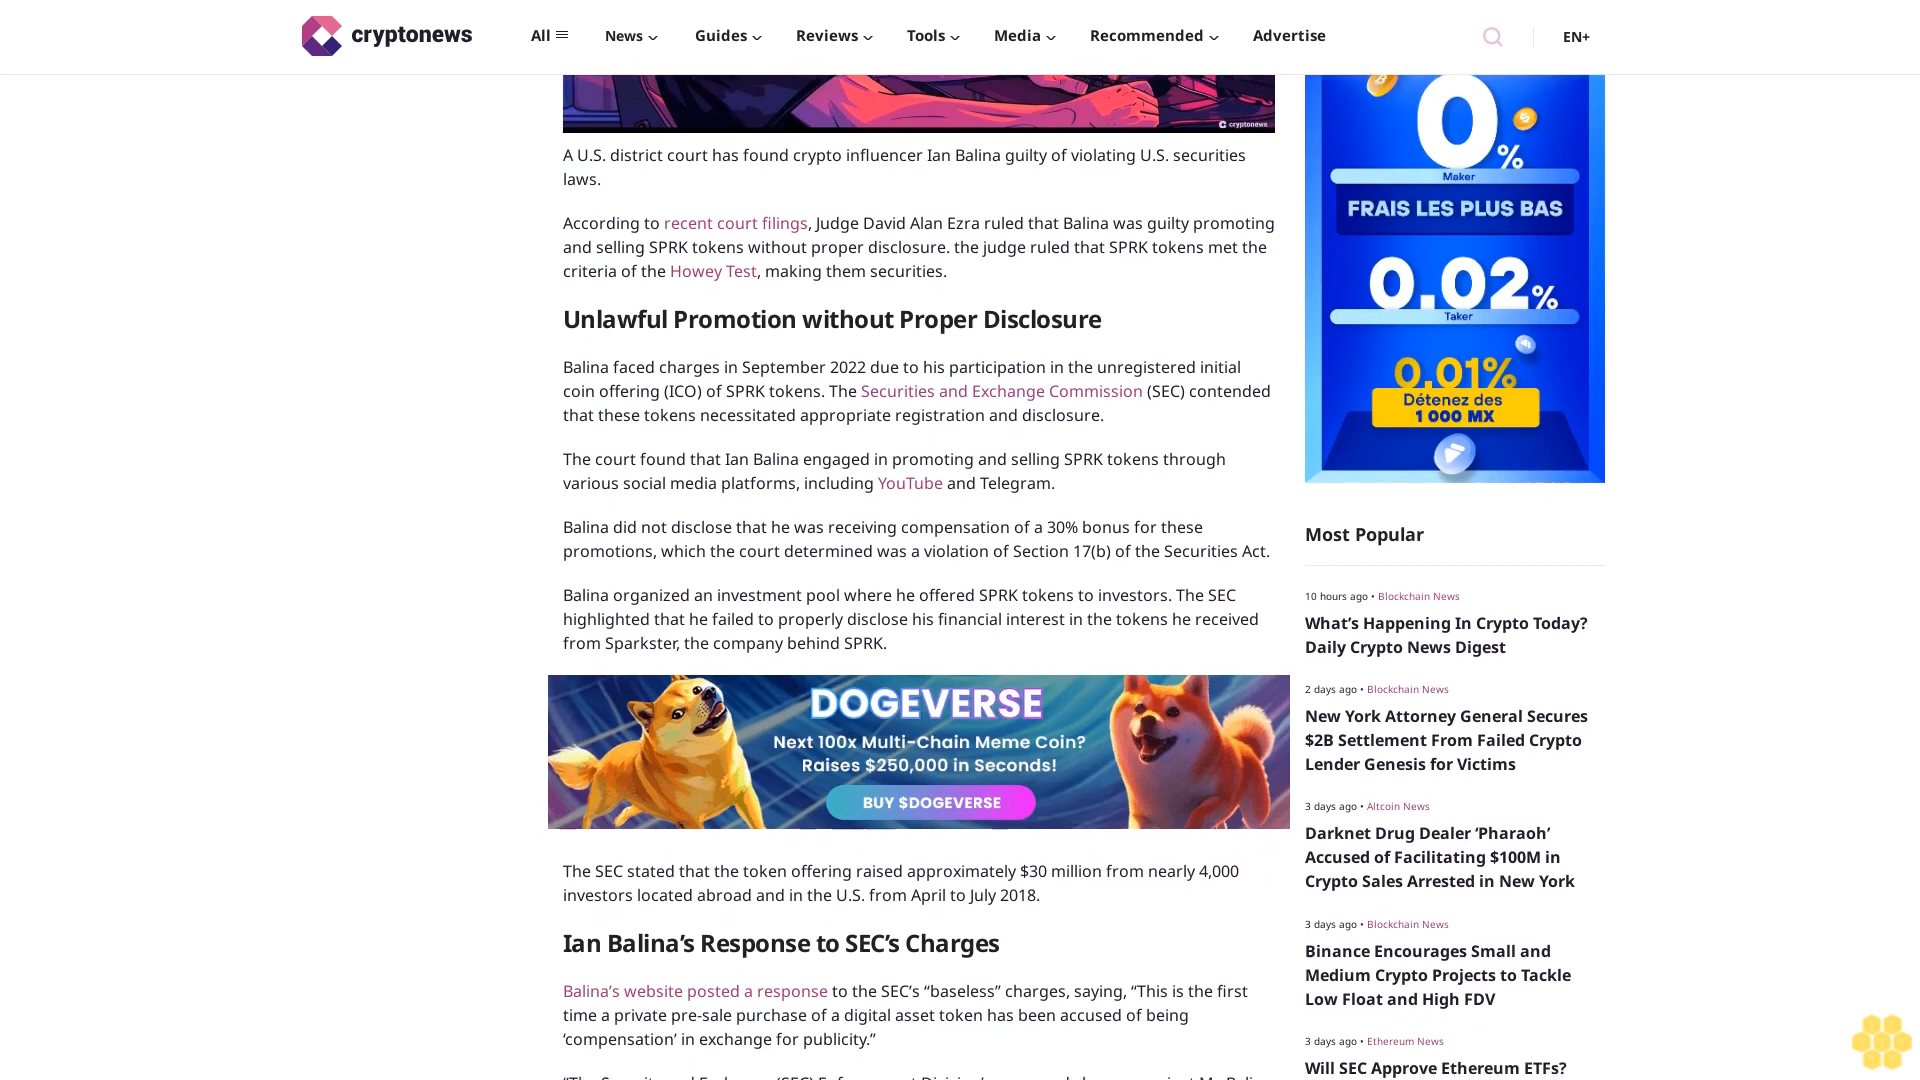 cryptonews
All
News
Guides
Reviews
Tools
Media
Recommended
Advertise
EN+
cryptonews
A U.S. district court has found crypto influencer Ian Balina guilty of violating U.S. securities
laws.
According to recent court filings, Judge David Alan Ezra ruled that Balina was guilty promoting
and selling SPRK tokens without proper disclosure. the judge ruled that SPRK tokens met the
criteria of the Howey Test, making them securities.
Unlawful Promotion without Proper Disclosure
Balina faced charges in September 2022 due to his participation in the unregistered initial
coin offering (ICO) of SPRK tokens. The Securities and Exchange Commission (SEC) contended
that these tokens necessitated appropriate registration and disclosure.
The court found that Ian Balina engaged in promoting and selling SPRK tokens through
various social media platforms, including YouTube and Telegram.
Balina did not disclose that he was receiving compensation of a 30% bonus for these
promotions, which the court determined was a violation of Section 17(b) of the Securities Act.
Balina organized an investment pool where he offered SPRK tokens to investors. The SEC
highlighted that he failed to properly disclose his financial interest in the tokens he received
from Sparkster, the company behind SPRK.
DOGEVERSE
Next 100x Multi-Chain Meme Coin?
Raises $250,000 in Seconds!
BUY $DOGEVERSE
The SEC stated that the token offering raised approximately $30 million from nearly 4,000
investors located abroad and in the U.S. from April to July 2018.
Ian Balina’s Response to SEC’s Charges
Balina’s website posted a response to the SEC’s “baseless” charges, saying, “This is the first
time a private pre-sale purchase of a digital asset token has been accused of being
‘compensation’ in exchange for publicity.”
0%
Maker
FRAIS LES PLUS BAS
0.02%
Taker
0.01%
Détenez des
1 000 MX
Most Popular
10 hours ago • Blockchain News
What’s Happening In Crypto Today?
Daily Crypto News Digest
2 days ago • Blockchain News
New York Attorney General Secures
$2B Settlement From Failed Crypto
Lender Genesis for Victims
3 days ago • Altcoin News
Darknet Drug Dealer ‘Pharaoh’
Accused of Facilitating $100M in
Crypto Sales Arrested in New York
3 days ago • Blockchain News
Binance Encourages Small and
Medium Crypto Projects to Tackle
Low Float and High FDV
3 days ago • Ethereum News
Will SEC Approve Ethereum ETFs?